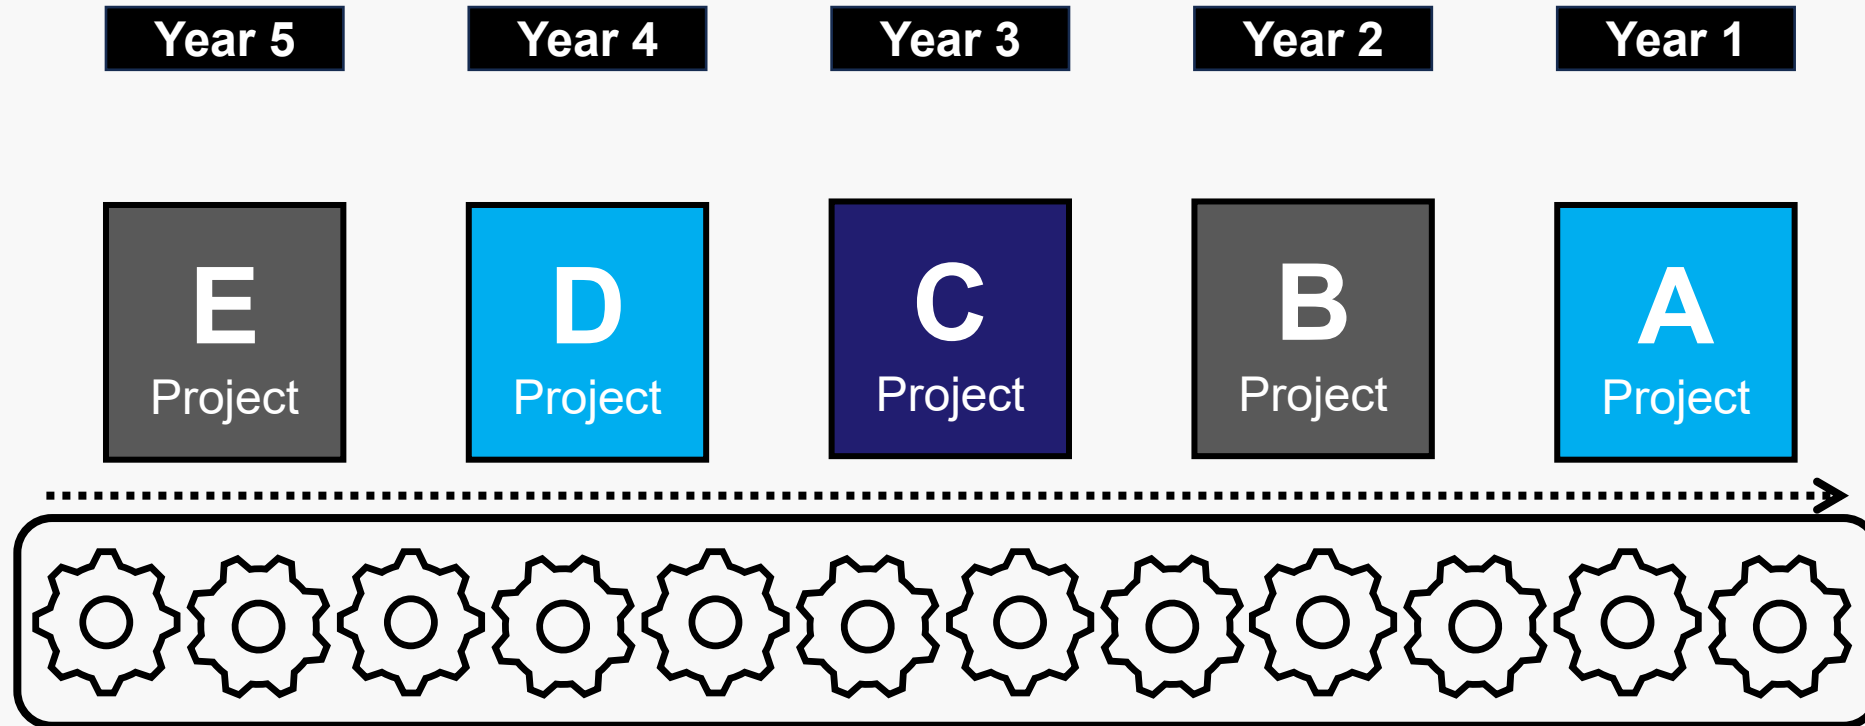 Year 5
Year 4
Year 3
Year 2
Year 1
E
Project
D
Project
C
Project
B
Project
A
Project